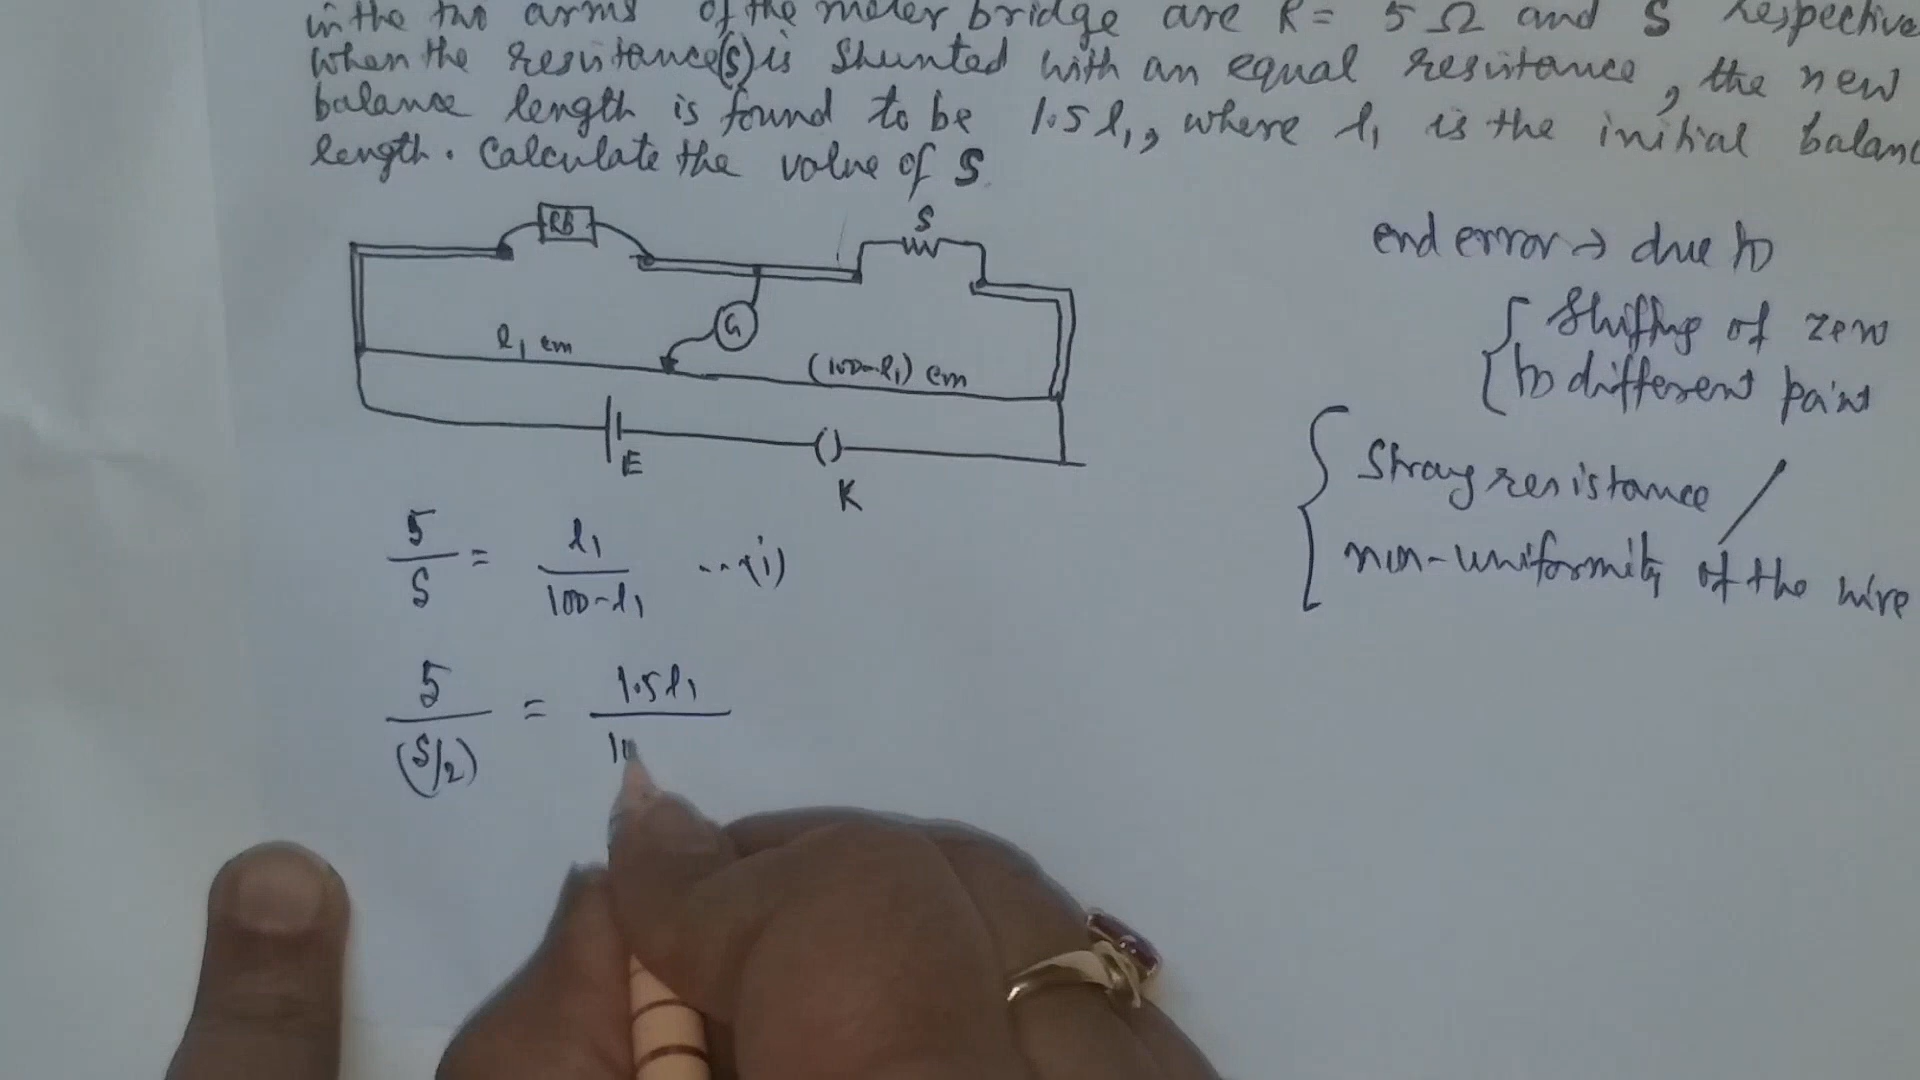 in the two arms of the meter bridge are R = 5 Ω and S respective
when the resistance(S) is shunted with an equal resistance, the new
balance length is found to be 1.5 l₁, where l₁ is the initial balanc
length. Calculate the value of S.
RB
S
G
l₁ cm
(100-l₁) cm
E
K
end error → due to
{ Shifting of zero
to different point
{ Stray resistance
non-uniformity of the wire
5/S = l₁/100-l₁ ...(i)
5/(S/2) = 1.5l₁/10